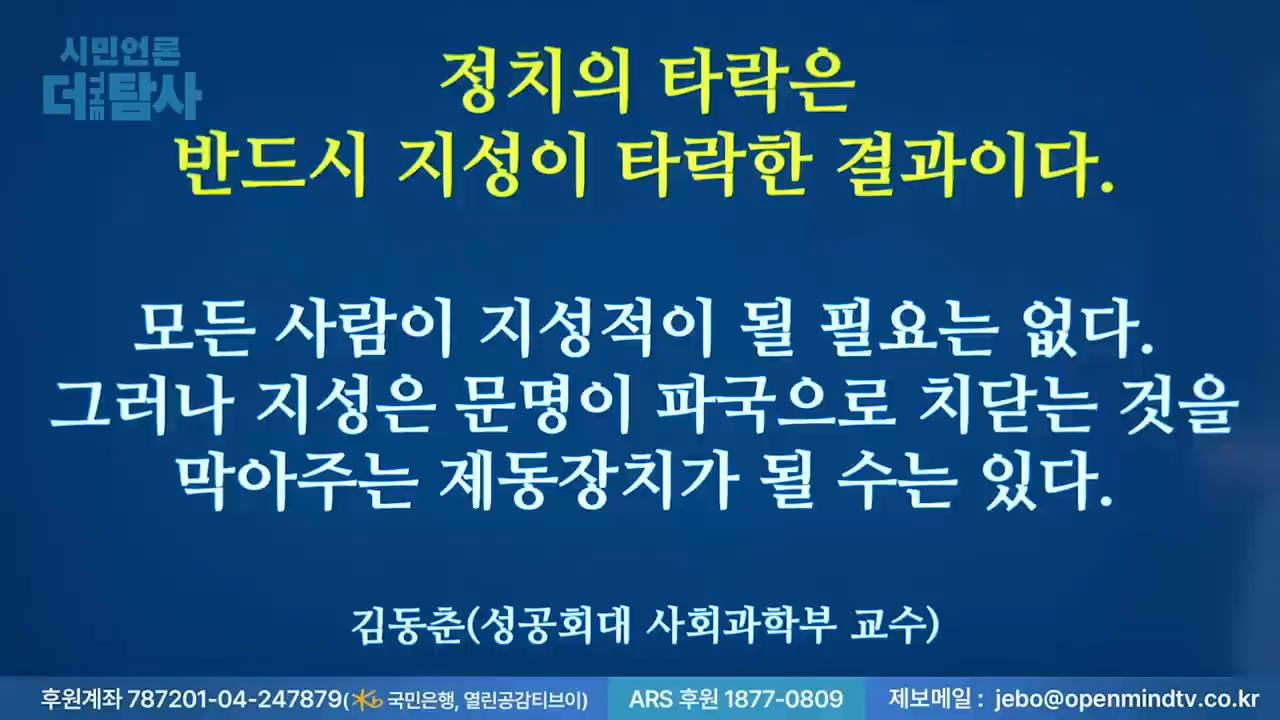 시민언론
더탐사
정치의 타락은
반드시 지성이 타락한 결과이다.
모든 사람이 지성적이 될 필요는 없다.
그러나 지성은 문명이 파국으로 치닫는 것을
막아주는 제동장치가 될 수는 있다.
김동춘(성공회대 사회과학부 교수)
후원계좌 787201-04-247879(국민은행, 열린공감티브이) ARS 후원 1877-0809 제보메일 : jebo@openmindtv.co.kr